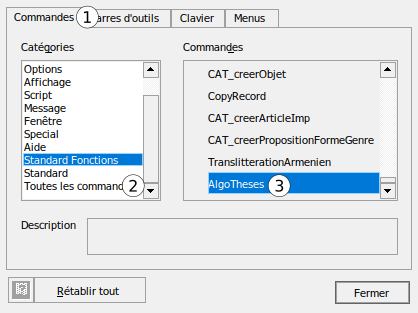 Commandes 1 arres d'outils Clavier Menus
Catégories
Commandes
Options
Affichage
Script
Message
Fenêtre
Special
Aide
Standard Fonctions
Standard
Toutes les command 2
CAT_creerObjet
CopyRecord
CAT_creerArticleImp
CAT_creerPropositionFormeGenre
TranslitterationArmenien
AlgoTheses 3
Description
Rétablir tout
Fermer